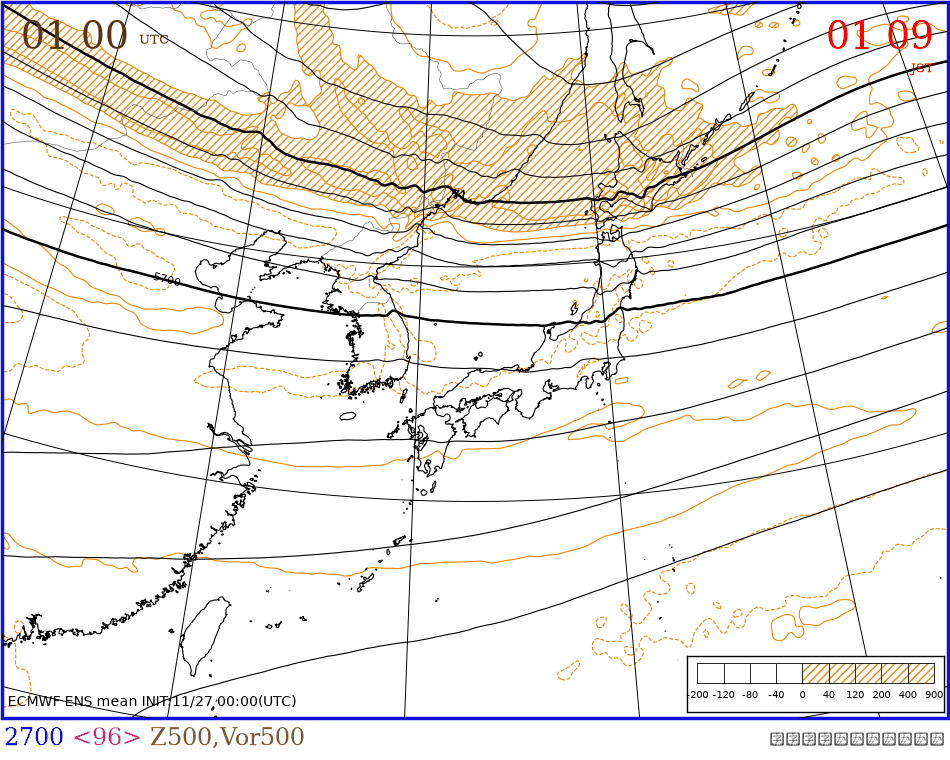 01 00 UTC
01 09
JST
5700
ECMWF ENS mean INIT:11/27 00:00(UTC)
-200 -120 -80 -40 0 40 120 200 400 900
2700 <96> Z500,Vor500